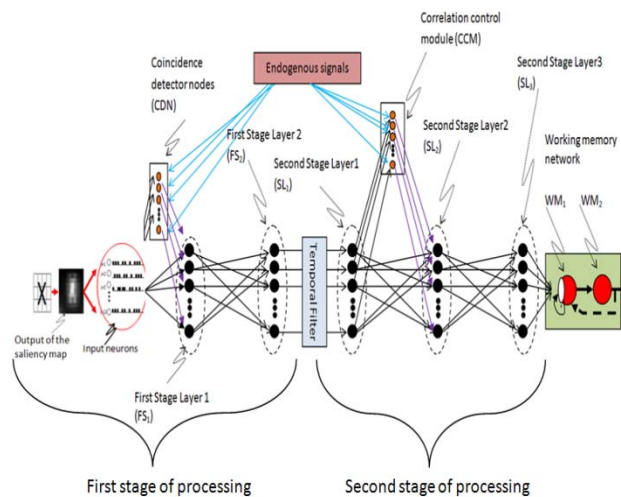 Correlation control
module (CCM)
Coincidence
detector nodes
(CDN)
Endogenous signals
Second Stage Layer3
(SL₃)
First Stage Layer 2
(FS₂)
Second Stage Layer2
(SL₂)
Second Stage Layer1
(SL₁)
Working memory
network
WM₁
WM₂
Temporal Filter
Output of the
saliency map
Input neurons
First Stage Layer 1
(FS₁)
First stage of processing
Second stage of processing